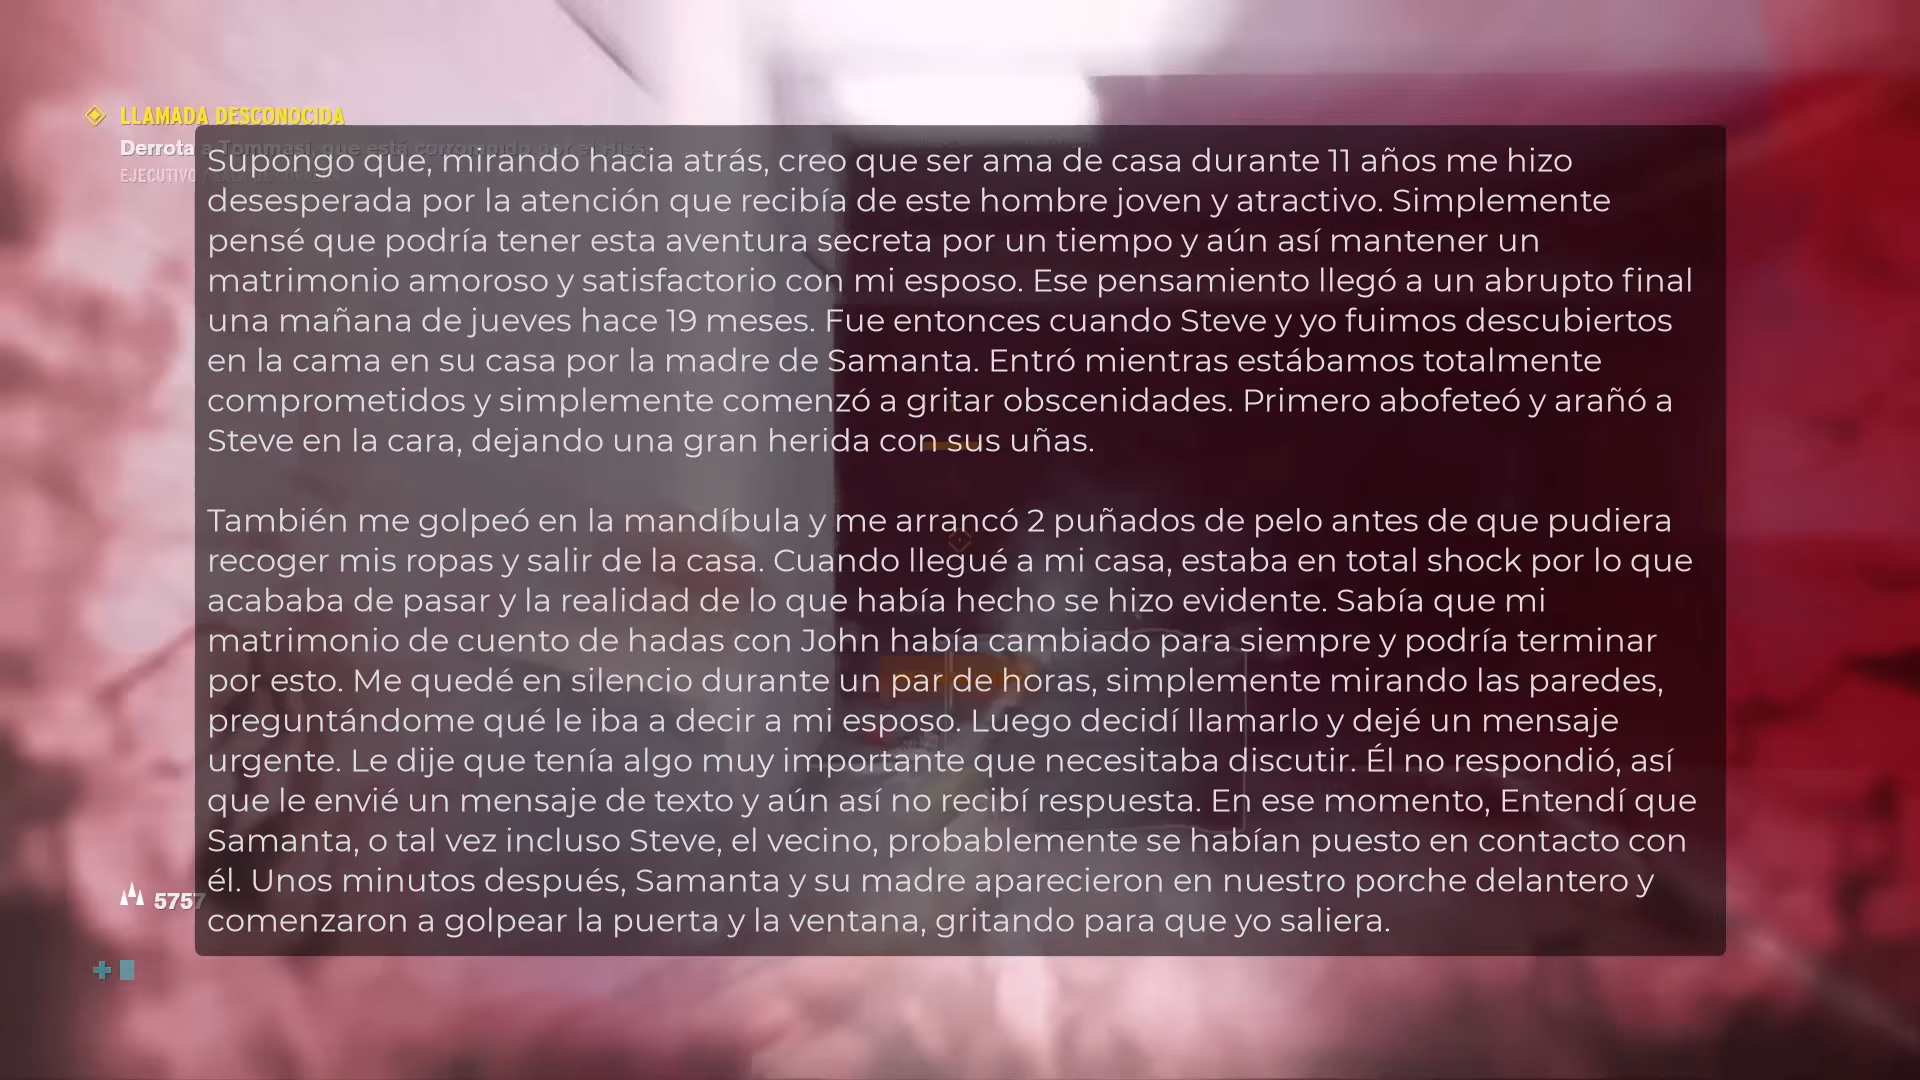 LLAMADA DESCONOCIDA
Derrota a Tommasi, que está corrompido por el Hiss
EJECUTIVO /
Supongo que, mirando hacia atrás, creo que ser ama de casa durante 11 años me hizo
desesperada por la atención que recibía de este hombre joven y atractivo. Simplemente
pensé que podría tener esta aventura secreta por un tiempo y aún así mantener un
matrimonio amoroso y satisfactorio con mi esposo. Ese pensamiento llegó a un abrupto final
una mañana de jueves hace 19 meses. Fue entonces cuando Steve y yo fuimos descubiertos
en la cama en su casa por la madre de Samanta. Entró mientras estábamos totalmente
comprometidos y simplemente comenzó a gritar obscenidades. Primero abofeteó y arañó a
Steve en la cara, dejando una gran herida con sus uñas.
También me golpeó en la mandíbula y me arrancó 2 puñados de pelo antes de que pudiera
recoger mis ropas y salir de la casa. Cuando llegué a mi casa, estaba en total shock por lo que
acababa de pasar y la realidad de lo que había hecho se hizo evidente. Sabía que mi
matrimonio de cuento de hadas con John había cambiado para siempre y podría terminar
por esto. Me quedé en silencio durante un par de horas, simplemente mirando las paredes,
preguntándome qué le iba a decir a mi esposo. Luego decidí llamarlo y dejé un mensaje
urgente. Le dije que tenía algo muy importante que necesitaba discutir. Él no respondió, así
que le envié un mensaje de texto y aún así no recibí respuesta. En ese momento, Entendí que
Samanta, o tal vez incluso Steve, el vecino, probablemente se habían puesto en contacto con
él. Unos minutos después, Samanta y su madre aparecieron en nuestro porche delantero y
comenzaron a golpear la puerta y la ventana, gritando para que yo saliera.
5757